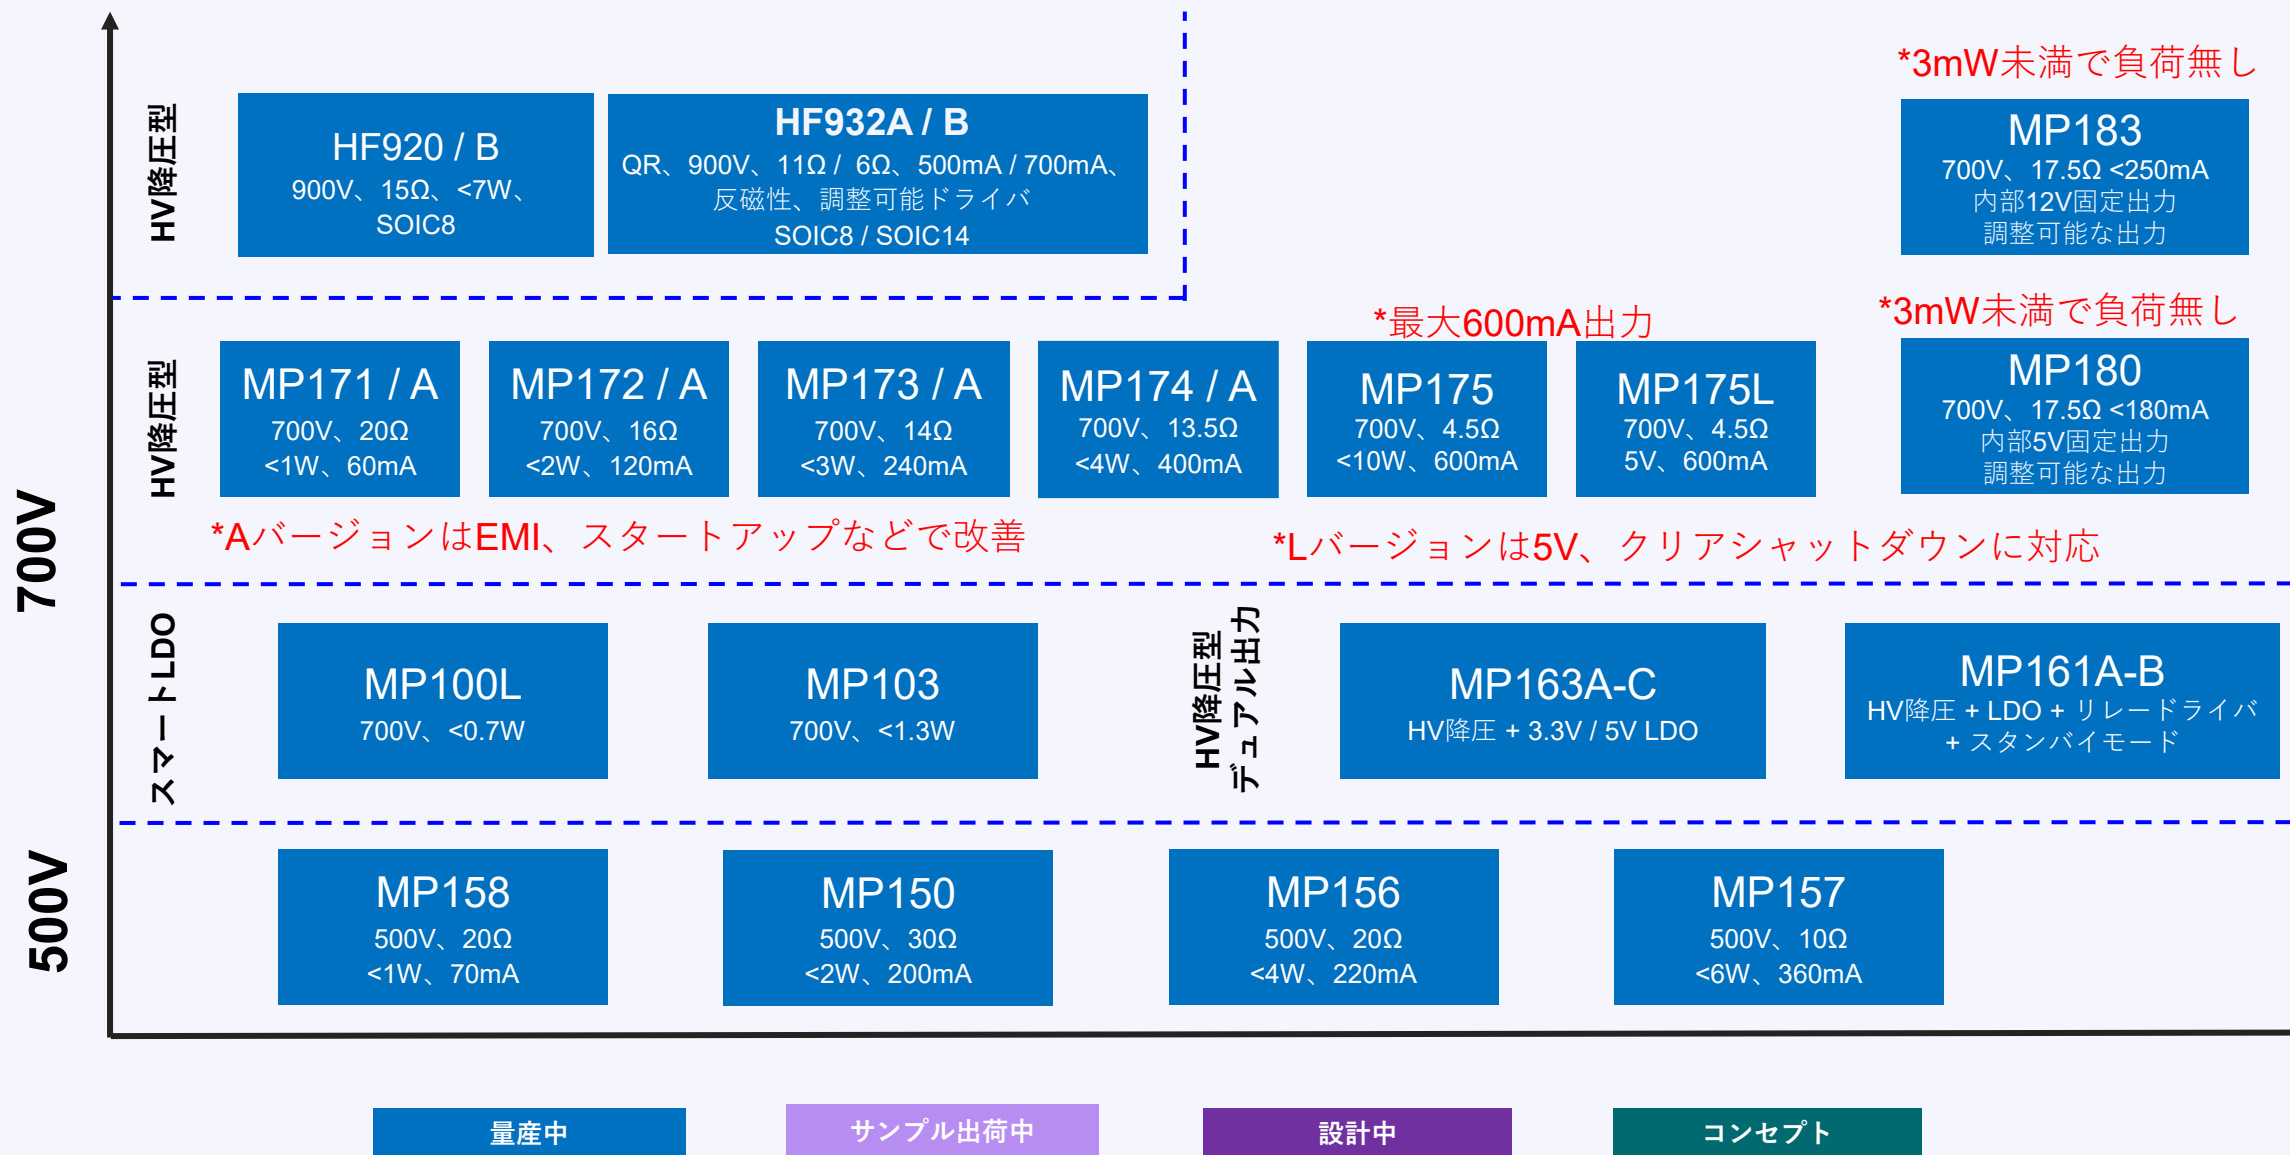 HV降圧型
HF920 / B
900V、15Ω、<7W、
SOIC8
HF932A / B
QR、900V、11Ω / 6Ω、500mA / 700mA、
反磁性、調整可能ドライバ
SOIC8 / SOIC14
*3mW未満で負荷無し
MP183
700V、17.5Ω <250mA
内部12V固定出力
調整可能な出力
700V
HV降圧型
MP171 / A
700V、20Ω
<1W、60mA
MP172 / A
700V、16Ω
<2W、120mA
MP173 / A
700V、14Ω
<3W、240mA
MP174 / A
700V、13.5Ω
<4W、400mA
*最大600mA出力
MP175
700V、4.5Ω
<10W、600mA
MP175L
700V、4.5Ω
5V、600mA
*3mW未満で負荷無し
MP180
700V、17.5Ω <180mA
内部5V固定出力
調整可能な出力
*AバージョンはEMI、スタートアップなどで改善
*Lバージョンは5V、クリアシャットダウンに対応
スマートLDO
MP100L
700V、<0.7W
MP103
700V、<1.3W
HV降圧型
デュアル出力
MP163A-C
HV降圧 + 3.3V / 5V LDO
MP161A-B
HV降圧 + LDO + リレードライバ
+ スタンバイモード
500V
MP158
500V、20Ω
<1W、70mA
MP150
500V、30Ω
<2W、200mA
MP156
500V、20Ω
<4W、220mA
MP157
500V、10Ω
<6W、360mA
量産中
サンプル出荷中
設計中
コンセプト